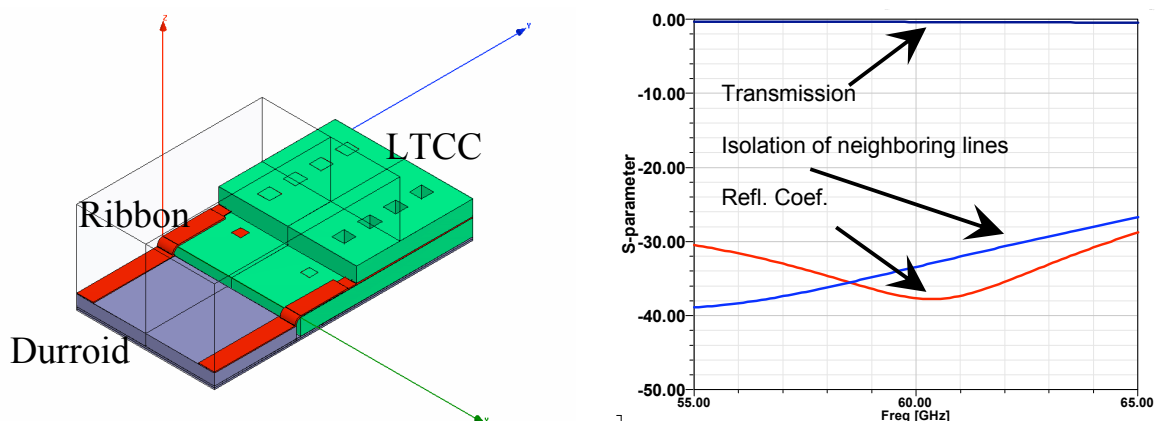 Z
Y
LTCC
Ribbon
Durroid
0.00
-10.00
-20.00
-30.00
-40.00
-50.00
S-parameter
Transmission
Isolation of neighboring lines
Refl. Coef.
55.00
60.00
65.00
Freq [GHz]